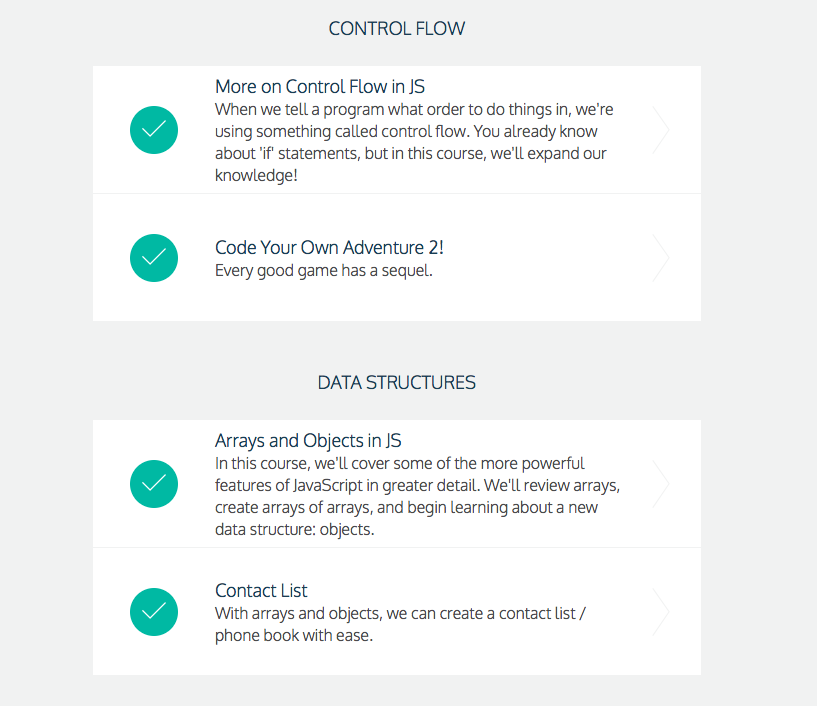 CONTROL FLOW
More on Control Flow in JS
When we tell a program what order to do things in, we're
using something called control flow. You already know
about 'if' statements, but in this course, we'll expand our
knowledge!
Code Your Own Adventure 2!
Every good game has a sequel.
DATA STRUCTURES
Arrays and Objects in JS
In this course, we'll cover some of the more powerful
features of JavaScript in greater detail. We'll review arrays,
create arrays of arrays, and begin learning about a new
data structure: objects.
Contact List
With arrays and objects, we can create a contact list /
phone book with ease.